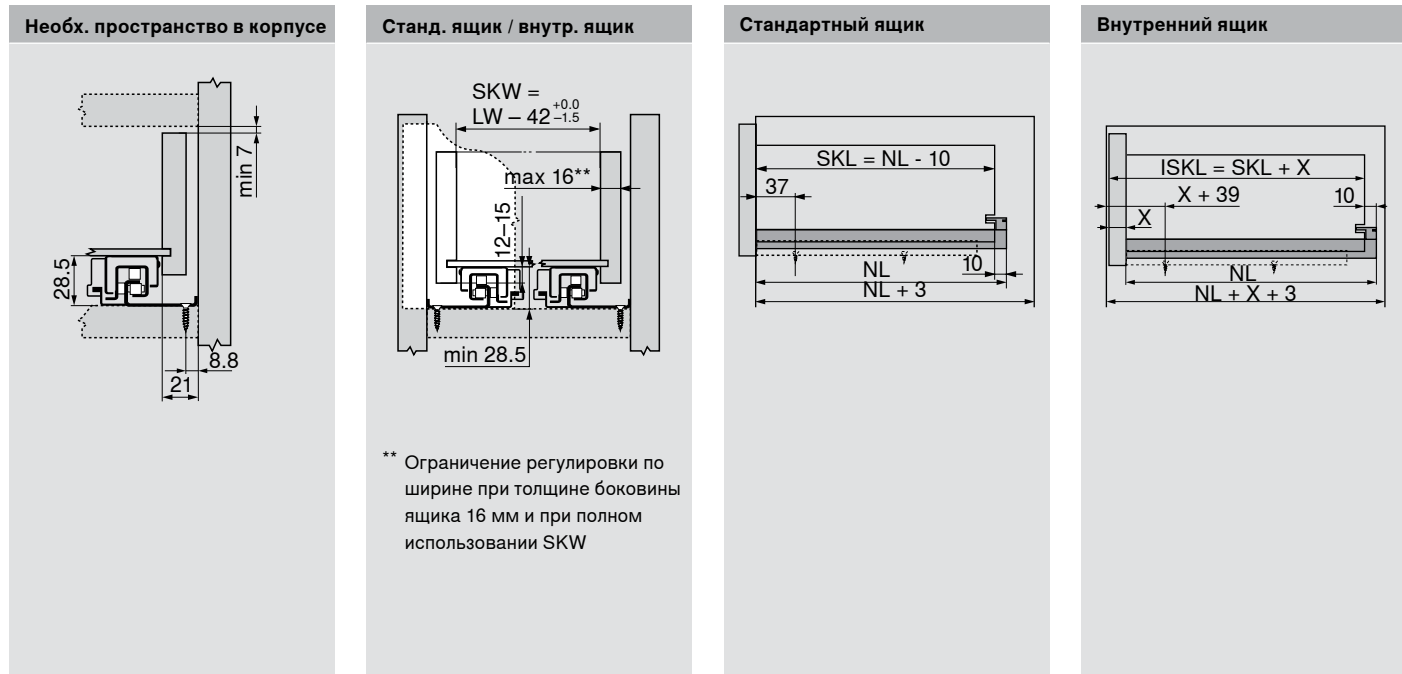 Необх. пространство в корпусе
min 7
28.5
8.8
21
Станд. ящик / внутр. ящик
SKW =
LW – 42 +0.0 –1.5
max 16**
12–15
min 28.5
** Ограничение регулировки по
ширине при толщине боковины
ящика 16 мм и при полном
использовании SKW
Стандартный ящик
SKL = NL - 10
37
10
NL
NL + 3
Внутренний ящик
ISKL = SKL + X
X + 39
10
X
NL
NL + X + 3